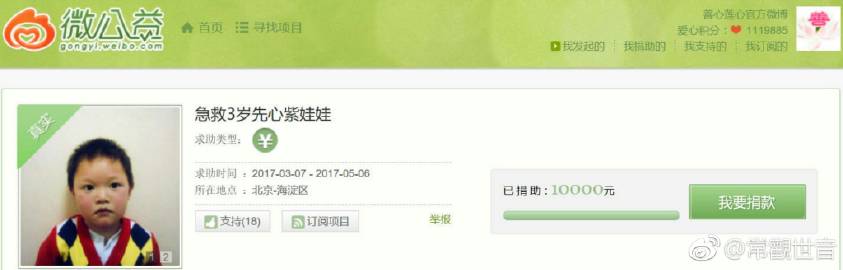 微公益
gongyi.weibo.com
首页 寻找项目
善心莲心官方微博
爱心积分：1119885
我发起的 我捐助的 我支持的 我订阅的
善
真实
急救3岁先心紫娃娃
求助类型：¥
求助时间：2017-03-07 - 2017-05-06
所在地点：北京-海淀区
支持(18) 订阅项目 举报
已捐助：10000元
我要捐款
1 2
@常觀世音